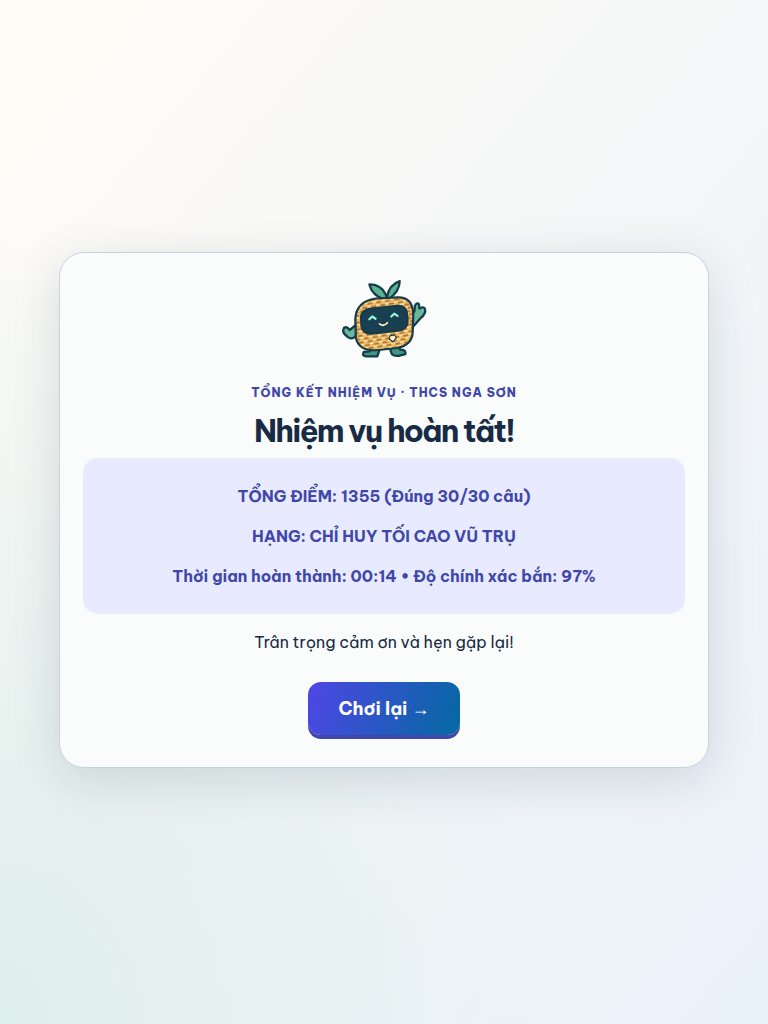 TỔNG KẾT NHIỆM VỤ · THCS NGA SƠN
Nhiệm vụ hoàn tất!
TỔNG ĐIỂM: 1355 (Đúng 30/30 câu)
HẠNG: CHỈ HUY TỐI CAO VŨ TRỤ
Thời gian hoàn thành: 00:14 • Độ chính xác bắn: 97%
Trân trọng cảm ơn và hẹn gặp lại!
Chơi lại →